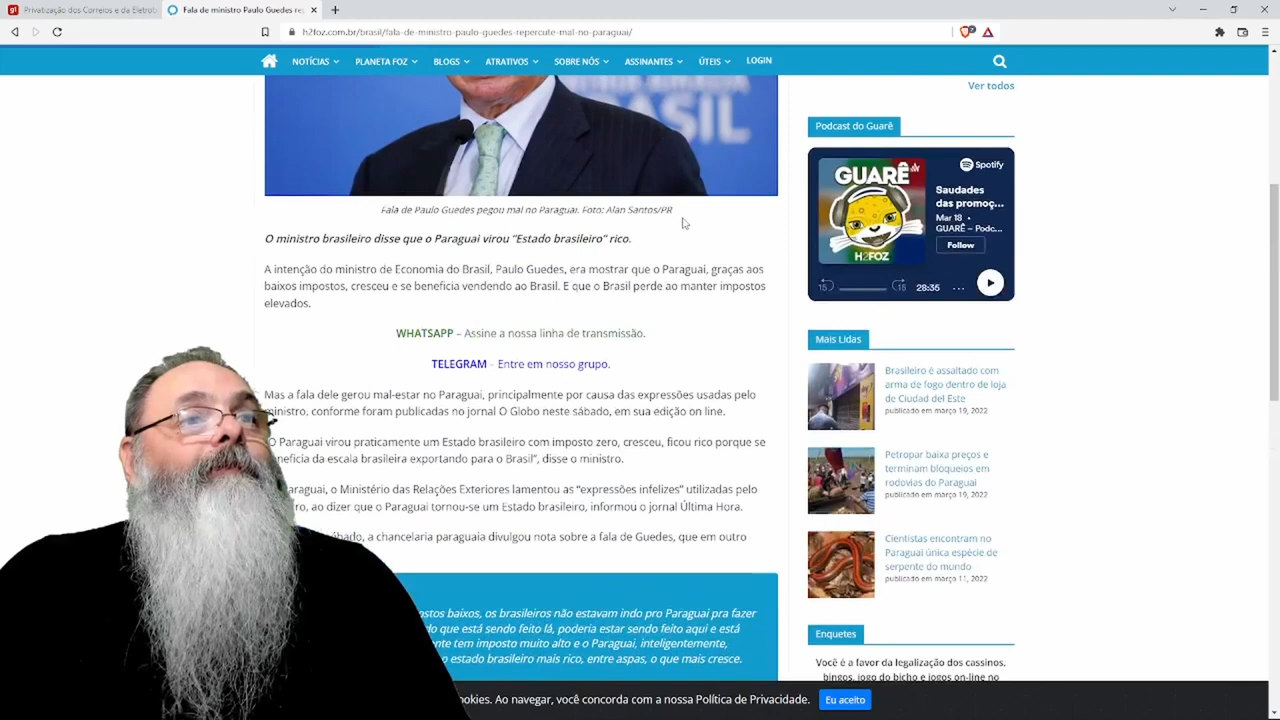 Privatização dos Correios e da Eletrob
Fala de ministro Paulo Guedes rep
h2foz.com.br/brasil/fala-de-ministro-paulo-guedes-repercute-mal-no-paraguai/
NOTÍCIAS
PLANETA FOZ
BLOGS
ATRATIVOS
SOBRE NÓS
ASSINANTES
ÚTEIS
LOGIN
BRASIL
Fala de Paulo Guedes pegou mal no Paraguai. Foto: Alan Santos/PR
O ministro brasileiro disse que o Paraguai virou “Estado brasileiro” rico.
A intenção do ministro de Economia do Brasil, Paulo Guedes, era mostrar que o Paraguai, graças aos
baixos impostos, cresceu e se beneficia vendendo ao Brasil. E que o Brasil perde ao manter impostos
elevados.
WHATSAPP – Assine a nossa linha de transmissão.
TELEGRAM – Entre em nosso grupo.
Mas a fala dele gerou mal-estar no Paraguai, principalmente por causa das expressões usadas pelo
ministro, conforme foram publicadas no jornal O Globo neste sábado, em sua edição on line.
O Paraguai virou praticamente um Estado brasileiro com imposto zero, cresceu, ficou rico porque se
beneficia da escala brasileira exportando para o Brasil”, disse o ministro.
araguai, o Ministério das Relações Exteriores lamentou as “expressões infelizes” utilizadas pelo
ro, ao dizer que o Paraguai tornou-se um Estado brasileiro, informou o jornal Última Hora.
ábado, a chancelaria paraguaia divulgou nota sobre a fala de Guedes, que em outro
ostos baixos, os brasileiros não estavam indo pro Paraguai pra fazer
do que está sendo feito lá, poderia estar sendo feito aqui e está
ente tem imposto muito alto e o Paraguai, inteligentemente,
o estado brasileiro mais rico, entre aspas, o que mais cresce.
Ver todos
Podcast do Guarê
GUARÊ
H2FOZ
Spotify
Saudades
das promoç...
Mar 18 •
GUARÊ – Podc...
Follow
15
15
28:35
Mais Lidas
Brasileiro é assaltado com
arma de fogo dentro de loja
de Ciudad del Este
publicado em março 19, 2022
Petropar baixa preços e
terminam bloqueios em
rodovias do Paraguai
publicado em março 19, 2022
Cientistas encontram no
Paraguai única espécie de
serpente do mundo
publicado em março 11, 2022
Enquetes
Você é a favor da legalização dos cassinos,
bingos, jogo do bicho e jogos on-line no
ookies. Ao navegar, você concorda com a nossa Política de Privacidade.
Eu aceito